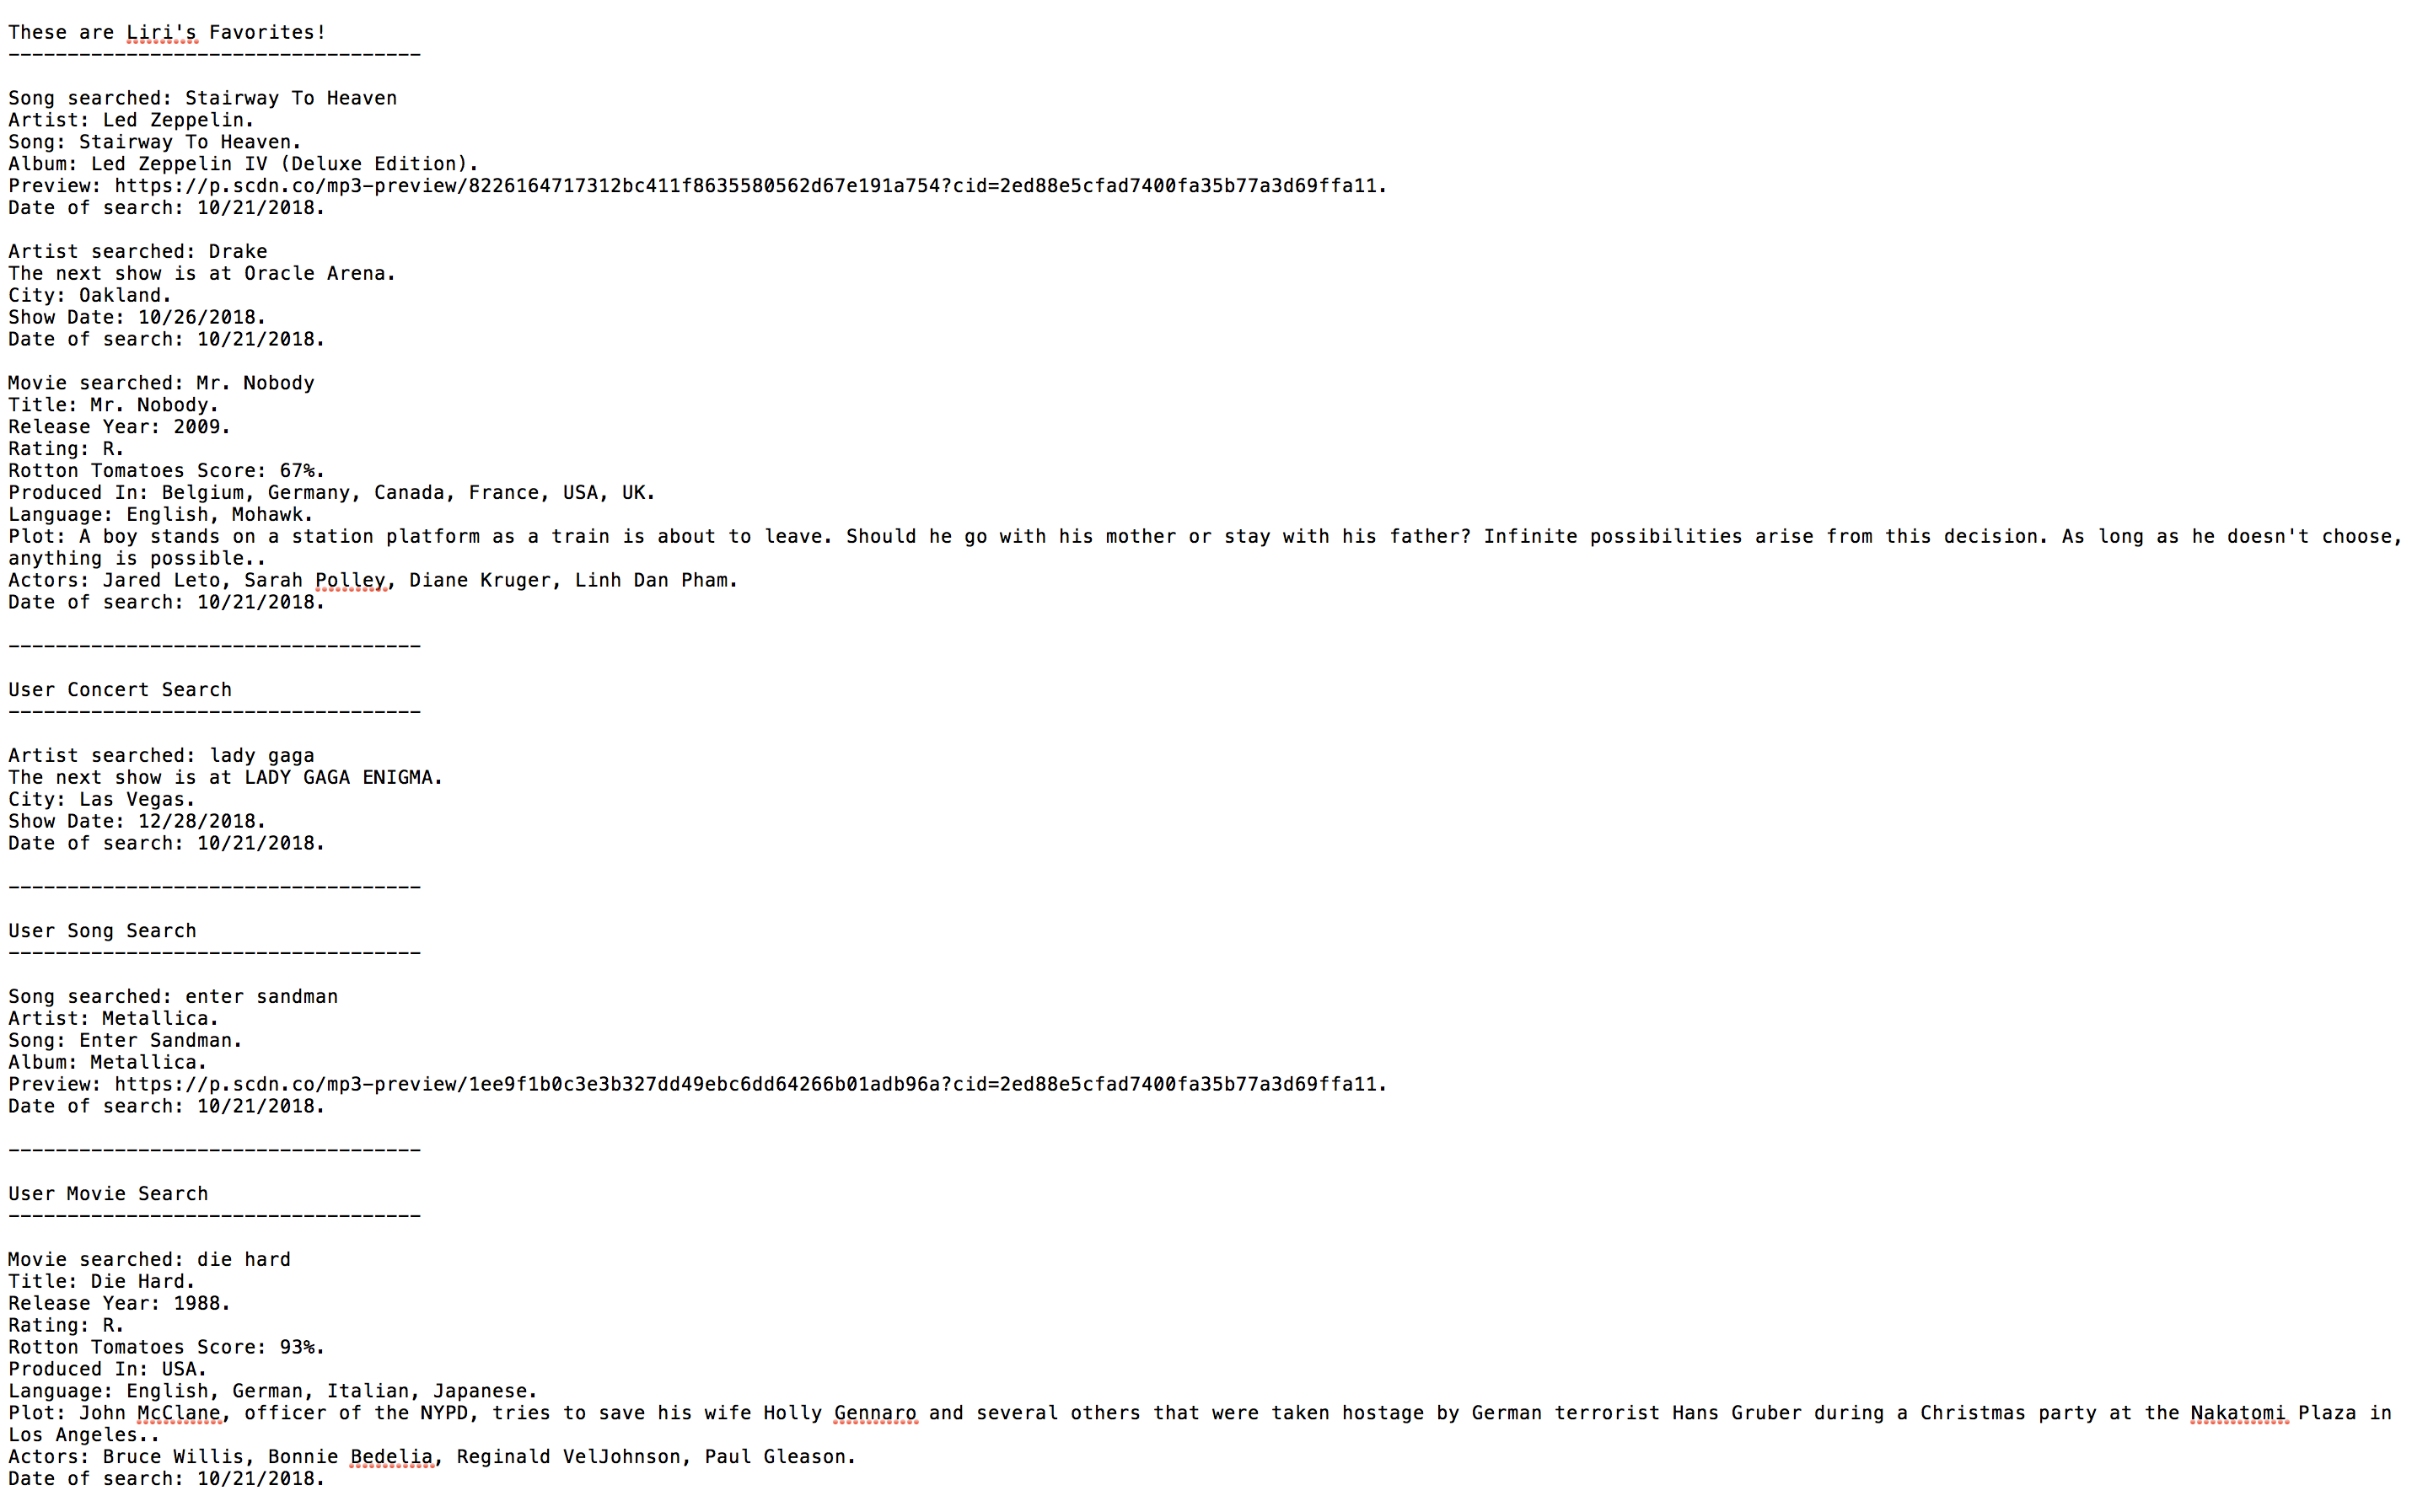 These are Liri's Favorites!
-----------------------------------
Song searched: Stairway To Heaven
Artist: Led Zeppelin.
Song: Stairway To Heaven.
Album: Led Zeppelin IV (Deluxe Edition).
Preview: https://p.scdn.co/mp3-preview/8226164717312bc411f8635580562d67e191a754?cid=2ed88e5cfad7400fa35b77a3d69ffa11.
Date of search: 10/21/2018.
Artist searched: Drake
The next show is at Oracle Arena.
City: Oakland.
Show Date: 10/26/2018.
Date of search: 10/21/2018.
Movie searched: Mr. Nobody
Title: Mr. Nobody.
Release Year: 2009.
Rating: R.
Rotton Tomatoes Score: 67%.
Produced In: Belgium, Germany, Canada, France, USA, UK.
Language: English, Mohawk.
Plot: A boy stands on a station platform as a train is about to leave. Should he go with his mother or stay with his father? Infinite possibilities arise from this decision. As long as he doesn't choose,
anything is possible..
Actors: Jared Leto, Sarah Polley, Diane Kruger, Linh Dan Pham.
Date of search: 10/21/2018.
-----------------------------------
User Concert Search
-----------------------------------
Artist searched: lady gaga
The next show is at LADY GAGA ENIGMA.
City: Las Vegas.
Show Date: 12/28/2018.
Date of search: 10/21/2018.
-----------------------------------
User Song Search
-----------------------------------
Song searched: enter sandman
Artist: Metallica.
Song: Enter Sandman.
Album: Metallica.
Preview: https://p.scdn.co/mp3-preview/1ee9f1b0c3e3b327dd49ebc6dd64266b01adb96a?cid=2ed88e5cfad7400fa35b77a3d69ffa11.
Date of search: 10/21/2018.
-----------------------------------
User Movie Search
-----------------------------------
Movie searched: die hard
Title: Die Hard.
Release Year: 1988.
Rating: R.
Rotton Tomatoes Score: 93%.
Produced In: USA.
Language: English, German, Italian, Japanese.
Plot: John McClane, officer of the NYPD, tries to save his wife Holly Gennaro and several others that were taken hostage by German terrorist Hans Gruber during a Christmas party at the Nakatomi Plaza in
Los Angeles..
Actors: Bruce Willis, Bonnie Bedelia, Reginald VelJohnson, Paul Gleason.
Date of search: 10/21/2018.